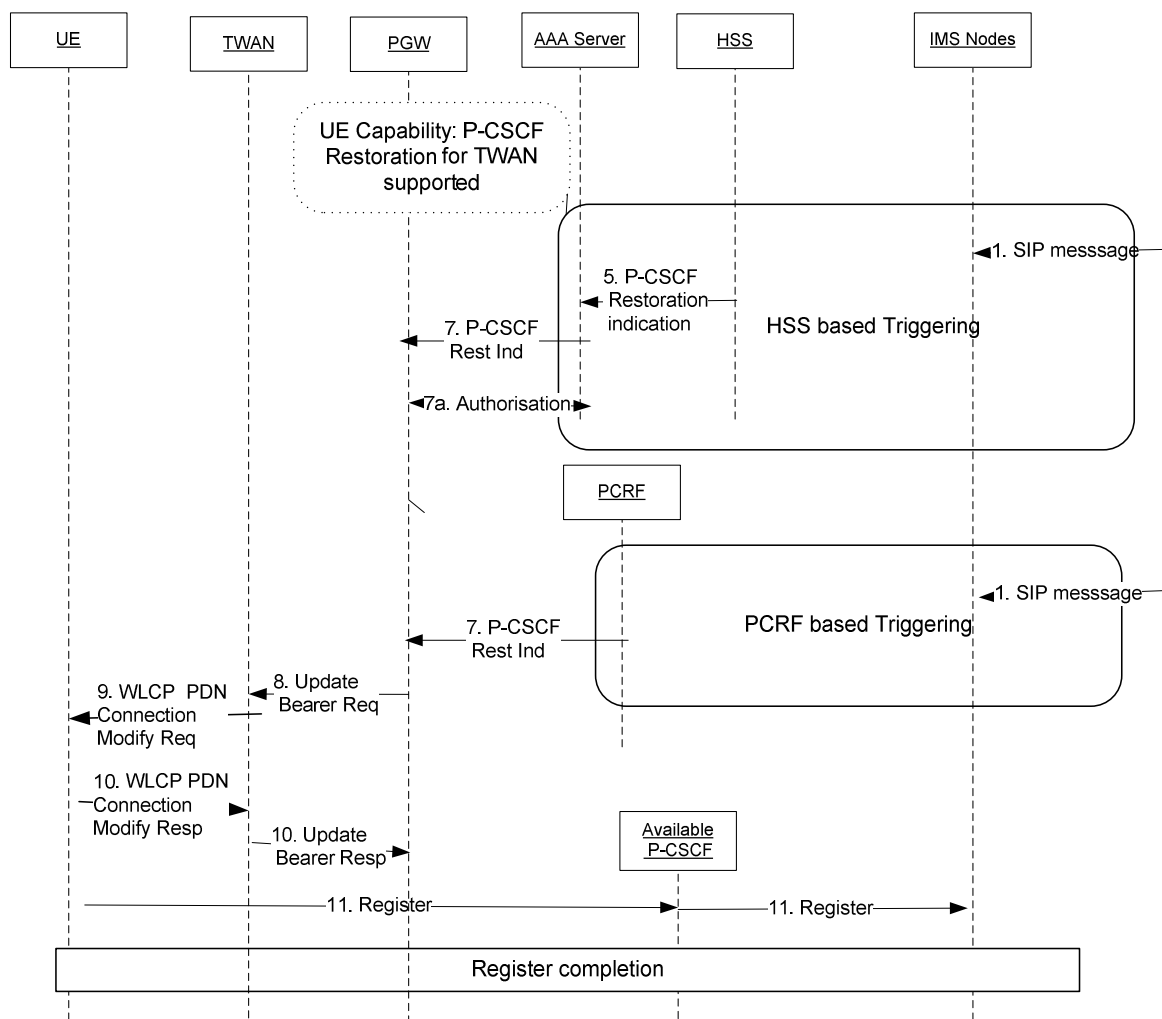 UE
TWAN
PGW
AAA Server
HSS
IMS Nodes
UE Capability: P-CSCF
Restoration for TWAN
supported
1. SIP messsage
5. P-CSCF
Restoration
indication
HSS based Triggering
7. P-CSCF
Rest Ind
7a. Authorisation
PCRF
1. SIP messsage
PCRF based Triggering
7. P-CSCF
Rest Ind
8. Update
Bearer Req
9. WLCP PDN
Connection
Modify Req
10. WLCP PDN
Connection
Modify Resp
10. Update
Bearer Resp
Available
P-CSCF
11. Register
11. Register
Register completion